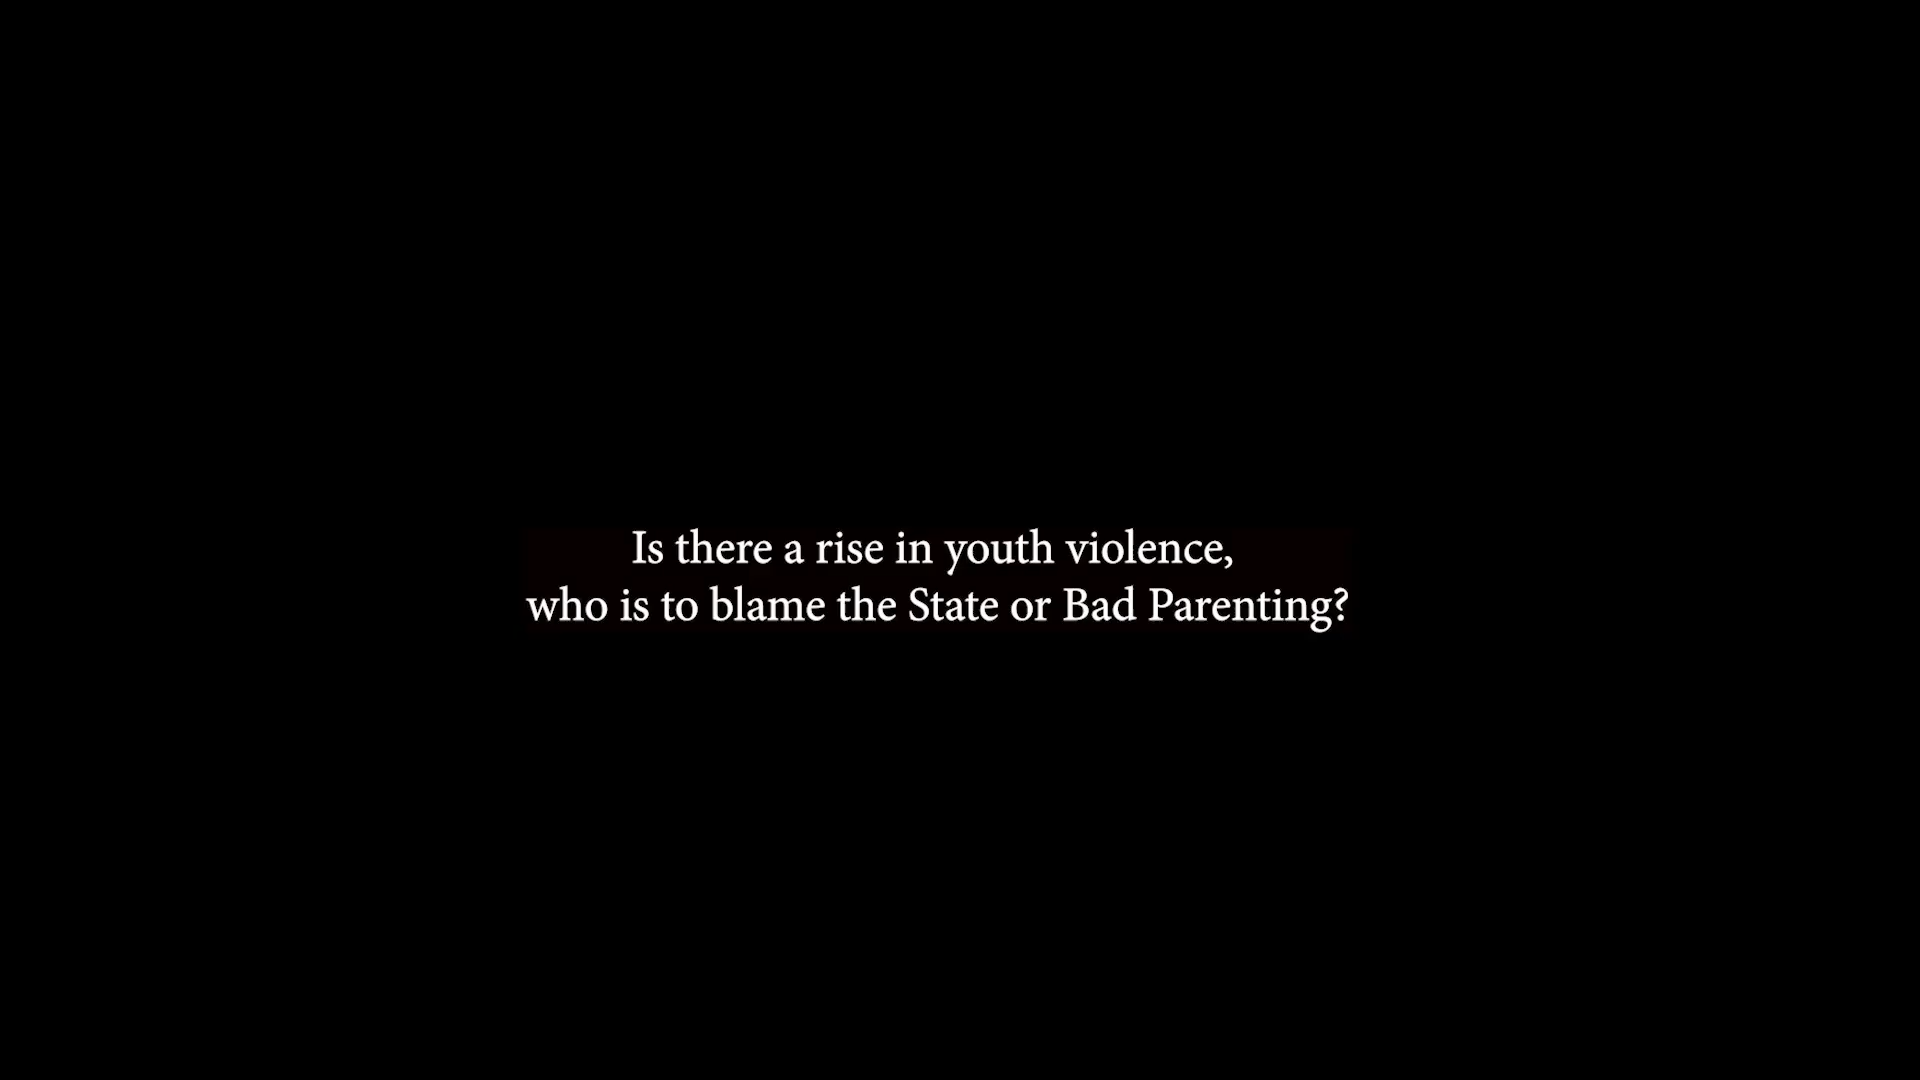 Is there a rise in youth violence,
who is to blame the State or Bad Parenting?